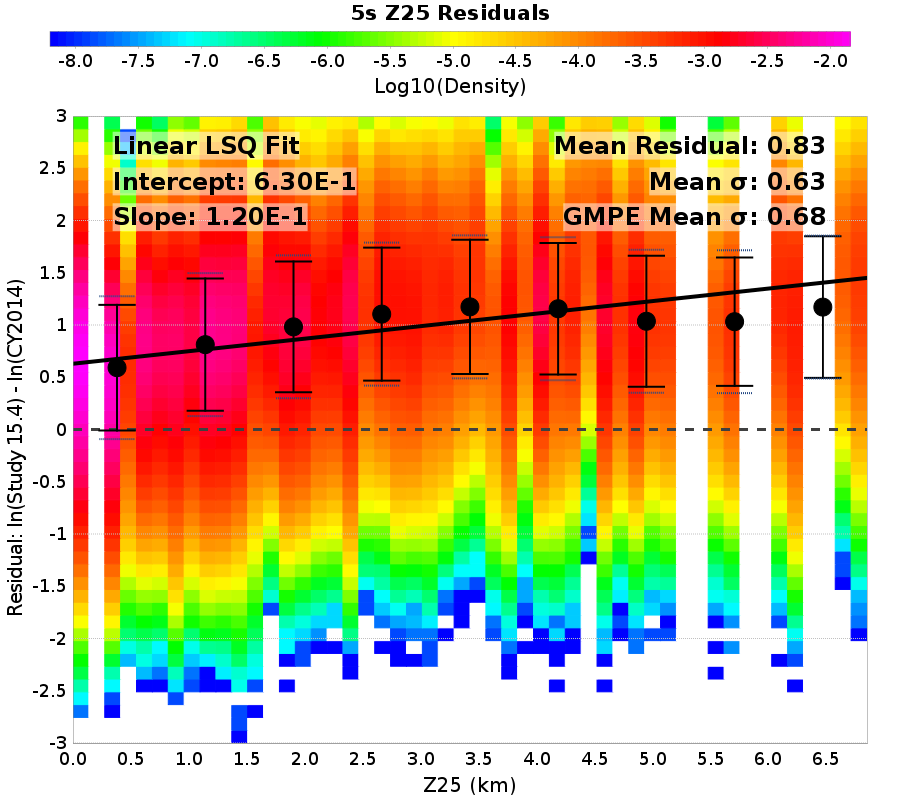 5s Z25 Residuals
-8.0 -7.5 -7.0 -6.5 -6.0 -5.5 -5.0 -4.5 -4.0 -3.5 -3.0 -2.5 -2.0
Log10(Density)
Residual: ln(Study 15.4) - ln(CY2014)
3
2.5
2
1.5
1
0.5
0
-0.5
-1
-1.5
-2
-2.5
-3
Linear LSQ Fit
Intercept: 6.30E-1
Slope: 1.20E-1
Mean Residual: 0.83
Mean σ: 0.63
GMPE Mean σ: 0.68
0.0 0.5 1.0 1.5 2.0 2.5 3.0 3.5 4.0 4.5 5.0 5.5 6.0 6.5
Z25 (km)